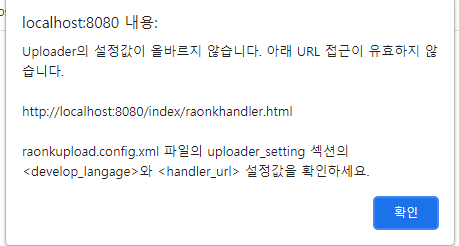 localhost:8080 내용:
Uploader의 설정값이 올바르지 않습니다. 아래 URL 접근이 유효하지 않
습니다.
http://localhost:8080/index/raonkhandler.html
raonkupload.config.xml 파일의 uploader_setting 섹션의
<develop_langage>와 <handler_url> 설정값을 확인하세요.
확인